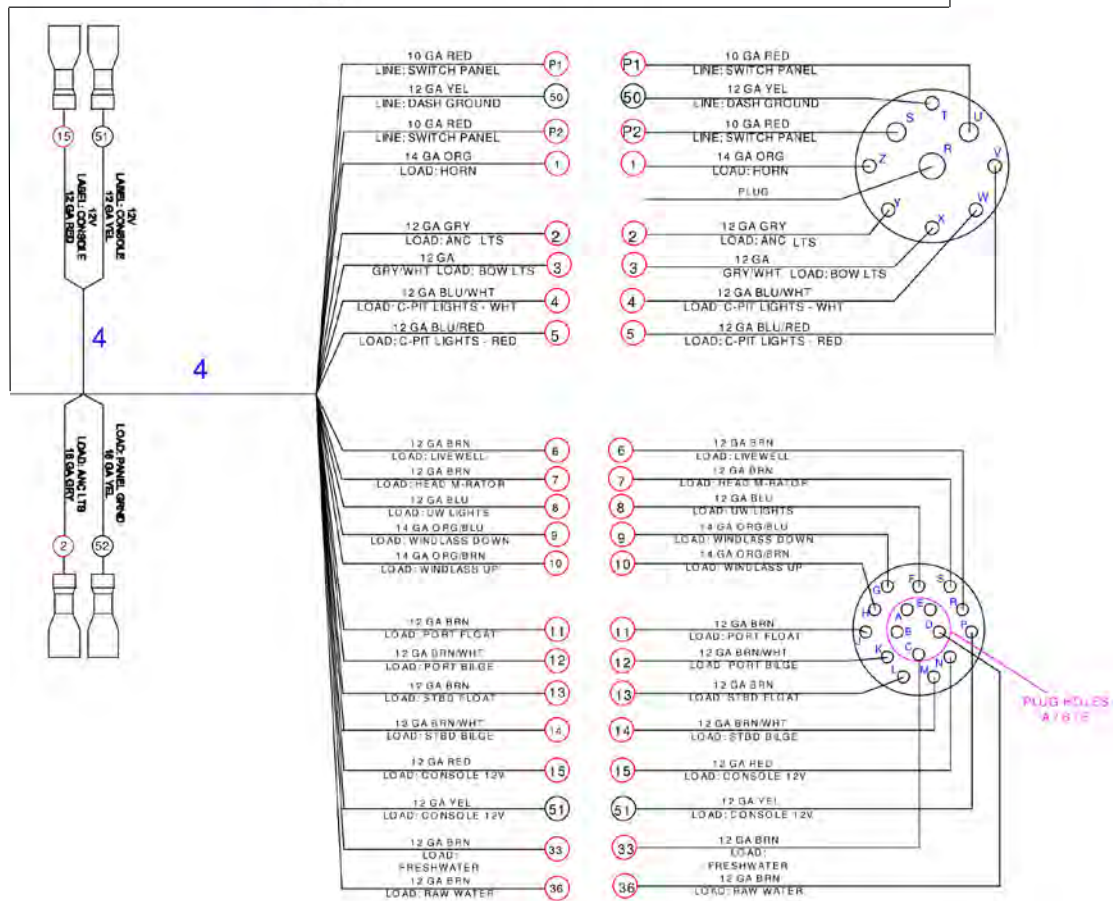 15
51
12V
LABEL: CONSOLE
12 GA YEL
12V
LABEL: CONSOLE
12 GA RED
4
4
LOAD: PANEL GRND
16 GA YEL
LOAD: ANC LTB
16 GA GRY
2
52
10 GA RED
LINE: SWITCH PANEL
P1
12 GA YEL
LINE: DASH GROUND
50
10 GA RED
LINE: SWITCH PANEL
P2
14 GA ORG
LOAD: HORN
1
12 GA GRY
LOAD: ANC LTS
2
12 GA
GRY/WHT LOAD: BOW LTS
3
12 GA BLU/WHT
LOAD: C-PIT LIGHTS - WHT
4
12 GA BLU/RED
LOAD: C-PIT LIGHTS - RED
5
12 GA BRN
LOAD: LIVEWELL
6
12 GA BRN
LOAD: HEAD M-RATOR
7
12 GA BLU
LOAD: UW LIGHTS
8
14 GA ORG/BLU
LOAD: WINDLASS DOWN
9
14 GA ORG/BRN
LOAD: WINDLASS UP
10
12 GA BRN
LOAD: PORT FLOAT
11
12 GA BRN/WHT
LOAD: PORT BILGE
12
12 GA BRN
LOAD: STBD FLOAT
13
12 GA BRN/WHT
LOAD: STBD BILGE
14
12 GA RED
LOAD: CONSOLE 12V
15
12 GA YEL
LOAD: CONSOLE 12V
51
12 GA BRN
LOAD:
FRESHWATER
33
12 GA BRN
LOAD: RAW WATER
36
P1
10 GA RED
LINE: SWITCH PANEL
50
12 GA YEL
LINE: DASH GROUND
P2
10 GA RED
LINE: SWITCH PANEL
1
14 GA ORG
LOAD: HORN
PLUG
2
12 GA GRY
LOAD: ANC LTS
3
12 GA
GRY/WHT LOAD: BOW LTS
4
12 GA BLU/WHT
LOAD: C-PIT LIGHTS - WHT
5
12 GA BLU/RED
LOAD: C-PIT LIGHTS - RED
S
T
U
Z
R
V
Y
X
W
6
12 GA BRN
LOAD: LIVEWELL
7
12 GA BRN
LOAD: HEAD M-RATOR
8
12 GA BLU
LOAD: UW LIGHTS
9
14 GA ORG/BLU
LOAD: WINDLASS DOWN
10
14 GA ORG/BRN
LOAD: WINDLASS UP
11
12 GA BRN
LOAD: PORT FLOAT
12
12 GA BRN/WHT
LOAD: PORT BILGE
13
12 GA BRN
LOAD: STBD FLOAT
14
12 GA BRN/WHT
LOAD: STBD BILGE
15
12 GA RED
LOAD: CONSOLE 12V
51
12 GA YEL
LOAD: CONSOLE 12V
33
12 GA BRN
LOAD:
FRESHWATER
36
12 GA BRN
LOAD: RAW WATER
G
F
S
H
A
E
R
J
B
D
P
K
C
L
M
N
PLUG HOLES
A / B / E